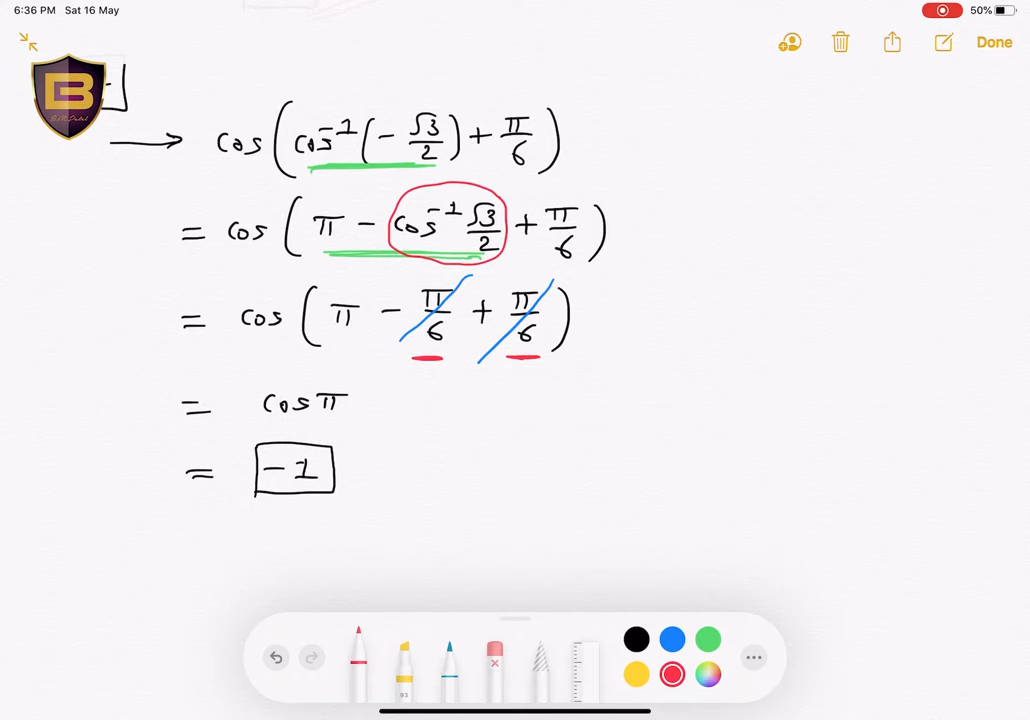 6:36 PM Sat 16 May
50%
Done
B
→ cos(cos⁻¹(-√3/2) + π/6)
= cos(π - cos⁻¹ √3/2 + π/6)
= cos(π - π/6 + π/6)
= cos π
= -1
93